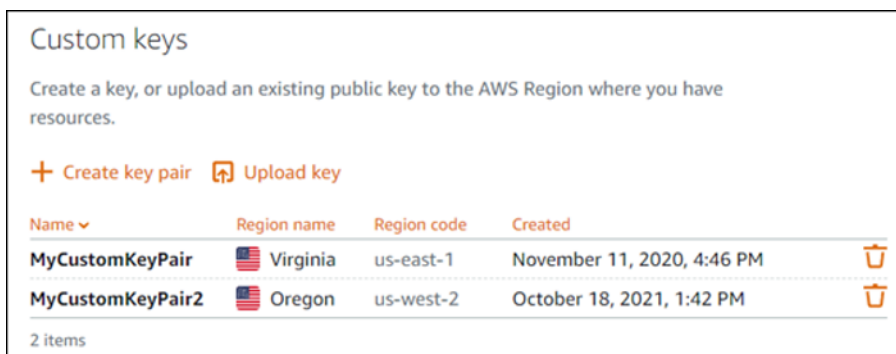 Custom keys
Create a key, or upload an existing public key to the AWS Region where you have
resources.
Create key pair Upload key
Name Region name Region code Created
MyCustomKeyPair Virginia us-east-1 November 11, 2020, 4:46 PM
MyCustomKeyPair2 Oregon us-west-2 October 18, 2021, 1:42 PM
2 items